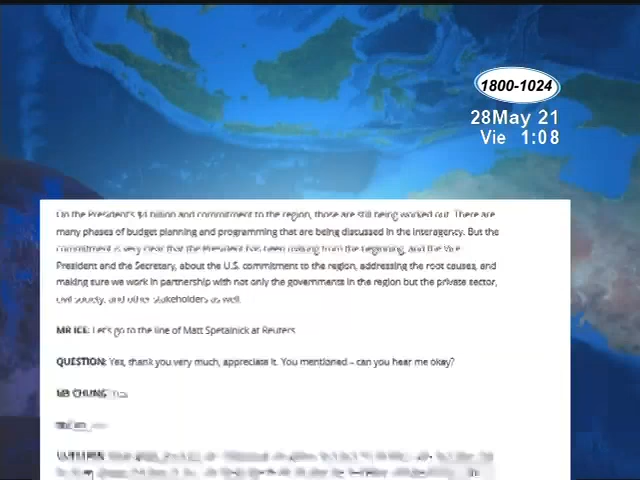 1800-1024
28May 21
Vie 1:08
On the President's $4 billion and commitment to the region, those are still being worked out. There are
many phases of budget planning and programming that are being discussed in the interagency. But the
commitment is very clear that the President has been making from the beginning, and the Vice
President and the Secretary, about the U.S. commitment to the region, addressing the root causes, and
making sure we work in partnership with not only the governments in the region but the private sector,
civil society, and other stakeholders as well.
MR ICE: Let's go to the line of Matt Spetalnick at Reuters.
QUESTION: Yes, thank you very much, appreciate it. You mentioned – can you hear me okay?
MR CHUNG: Yes.